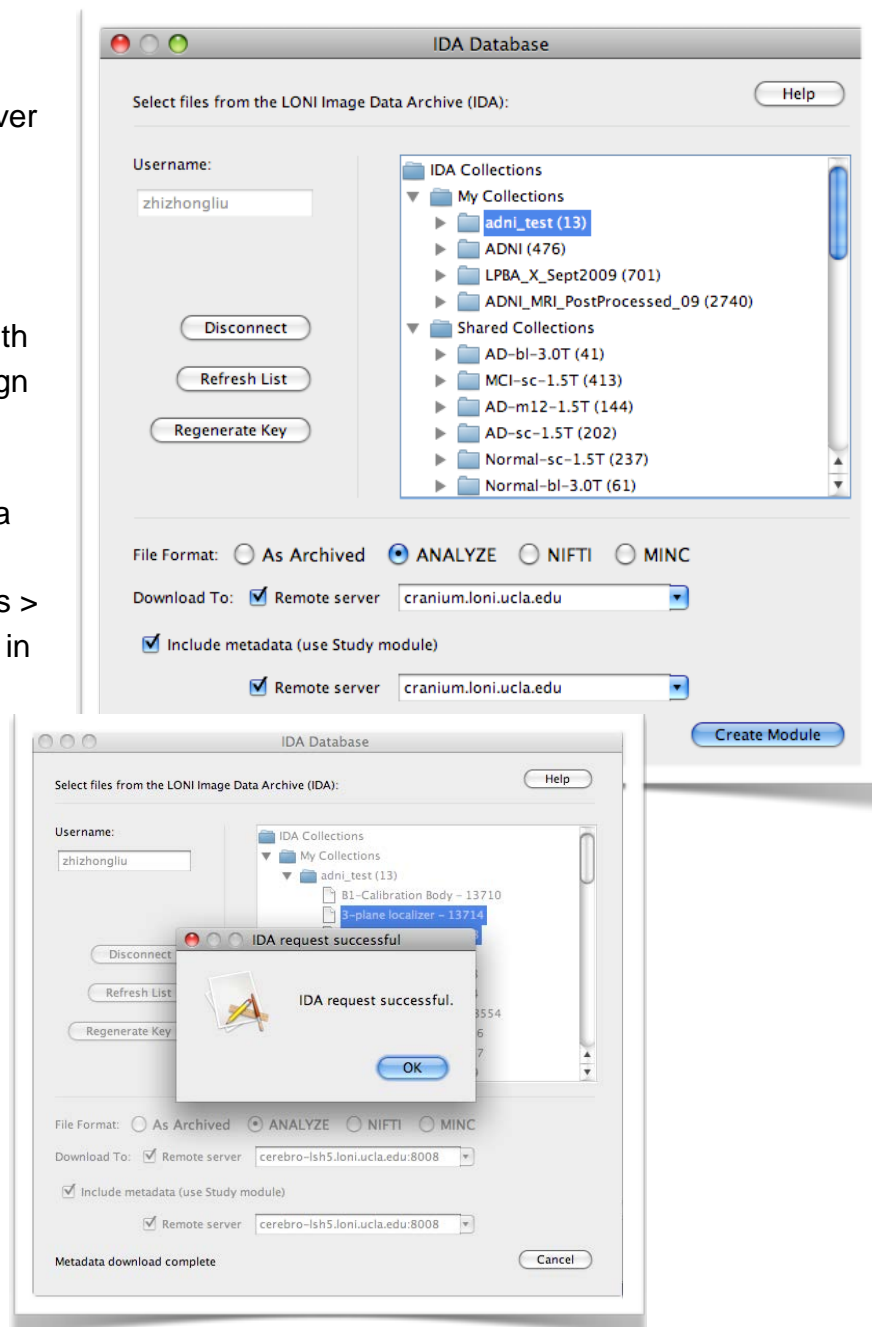 ver
th
gn
a
s >
in
IDA Database
Select files from the LONI Image Data Archive (IDA):
Help
Username:
zhizhongliu
Disconnect
Refresh List
Regenerate Key
IDA Collections
My Collections
adni_test (13)
ADNI (476)
LPBA_X_Sept2009 (701)
ADNI_MRI_PostProcessed_09 (2740)
Shared Collections
AD-bl-3.0T (41)
MCI-sc-1.5T (413)
AD-m12-1.5T (144)
AD-sc-1.5T (202)
Normal-sc-1.5T (237)
Normal-bl-3.0T (61)
File Format: As Archived ANALYZE NIFTI MINC
Download To: Remote server cranium.loni.ucla.edu
Include metadata (use Study module)
Remote server cranium.loni.ucla.edu
Create Module
IDA Database
Select files from the LONI Image Data Archive (IDA):
Help
Username:
zhizhongliu
Disconnect
Refresh List
Regenerate Key
IDA Collections
My Collections
adni_test (13)
B1-Calibration Body - 13710
3-plane localizer - 13714
3554
6
7
IDA request successful
IDA request successful.
OK
File Format: As Archived ANALYZE NIFTI MINC
Download To: Remote server cerebro-lsh5.loni.ucla.edu:8008
Include metadata (use Study module)
Remote server cerebro-lsh5.loni.ucla.edu:8008
Metadata download complete
Cancel